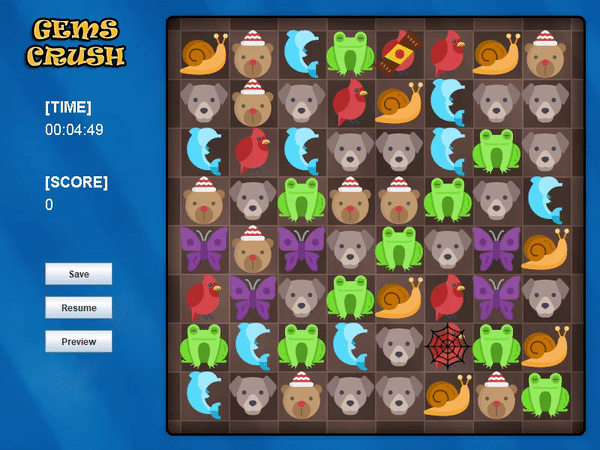 GEMS
CRUSH
[TIME]
00:04:49
[SCORE]
0
Save
Resume
Preview